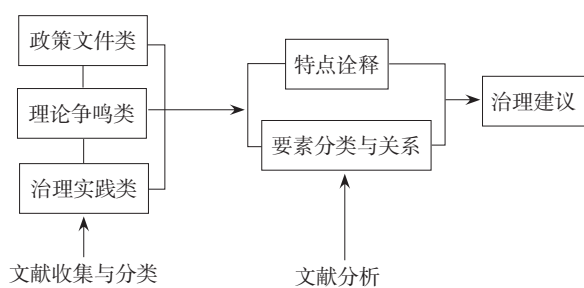 政策文件类
理论争鸣类
治理实践类
文献收集与分类
特点诠释
要素分类与关系
文献分析
治理建议